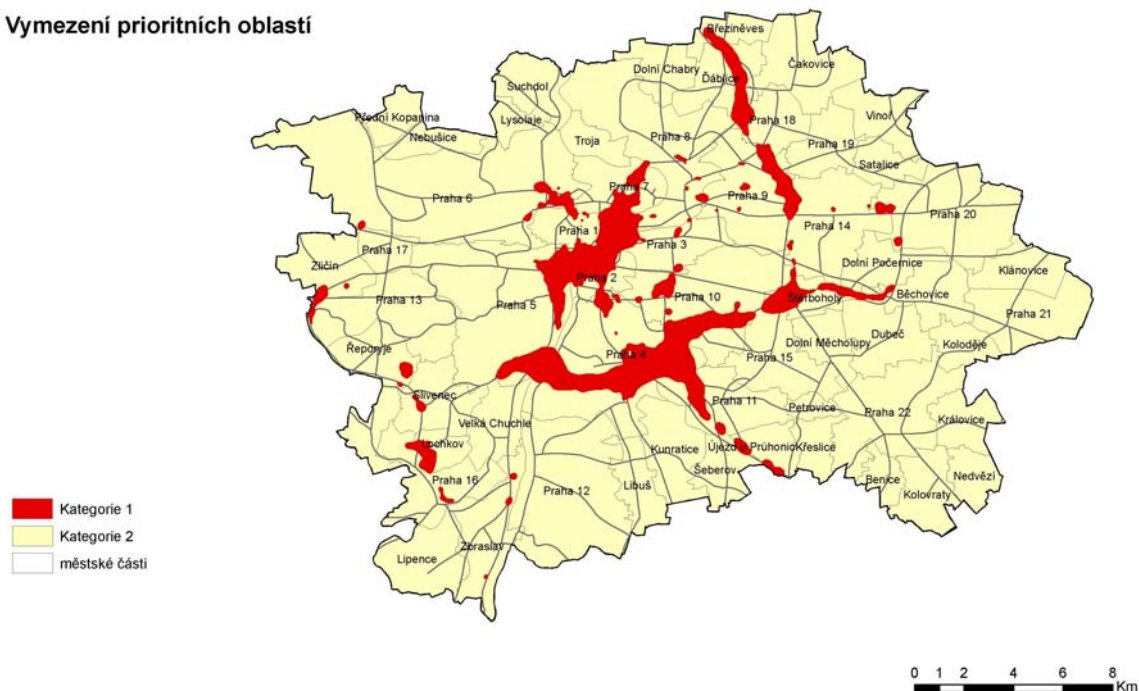 Vymezení prioritních oblastí
Březiněves
Dolní Chabry
Čakovice
Ďáblice
Suchdol
Přední Kopanina
Lysolaje
Nebušice
Praha 18
Vinoř
Praha 8
Troja
Praha 19
Satalice
Praha 7
Praha 6
Praha 9
Praha 20
Praha 1
Praha 14
Praha 3
Praha 17
Dolní Počernice
Zličín
Klánovice
Praha 2
Praha 13
Praha 5
Praha 10
Štěrboholy
Běchovice
Praha 21
Dubeč
Dolní Měcholupy
Koloděje
Řeporyje
Praha 4
Praha 15
Slivenec
Praha 11
Petrovice
Praha 22
Královice
Velká Chuchle
Lochkov
Kunratice
Újezd u Průhonic
Křeslice
Šeberov
Praha 16
Praha 12
Libuš
Benice
Nedvězí
Kolovraty
Zbraslav
Lipence
Kategorie 1
Kategorie 2
městské části
0 1 2 4 6 8
Km